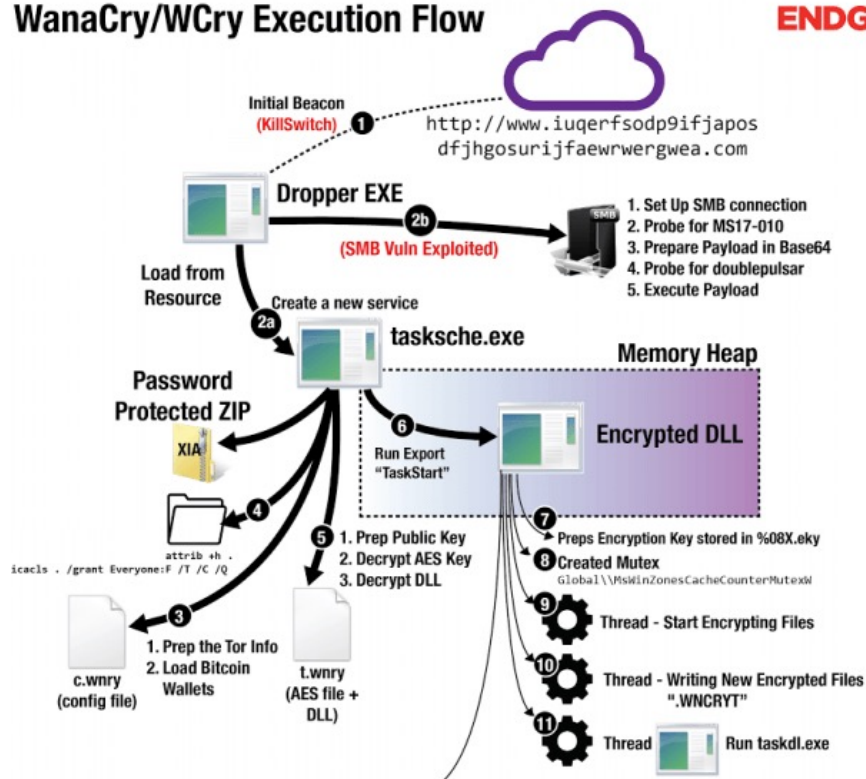 WanaCry/WCry Execution Flow
ENDG
Initial Beacon
(KillSwitch)
1
http://www.iuqerfsodp9ifjapos
dfjhgosurijfaewrwergwea.com
Dropper EXE
2b
(SMB Vuln Exploited)
SMB
1. Set Up SMB connection
2. Probe for MS17-010
3. Prepare Payload in Base64
4. Probe for doublepulsar
5. Execute Payload
Load from
Resource
2a
Create a new service
tasksche.exe
Memory Heap
Password
Protected ZIP
XIA
6
Run Export
"TaskStart"
Encrypted DLL
4
attrib +h .
icacls . /grant Everyone:F /T /C /Q
5
1. Prep Public Key
2. Decrypt AES Key
3. Decrypt DLL
7
Preps Encryption Key stored in %08X.eky
8
Created Mutex
Global\\MsWinZonesCacheCounterMutexW
3
1. Prep the Tor Info
2. Load Bitcoin
Wallets
c.wnry
(config file)
t.wnry
(AES file +
DLL)
9
Thread - Start Encrypting Files
10
Thread - Writing New Encrypted Files
".WNCRYT"
11
Thread
Run taskdl.exe